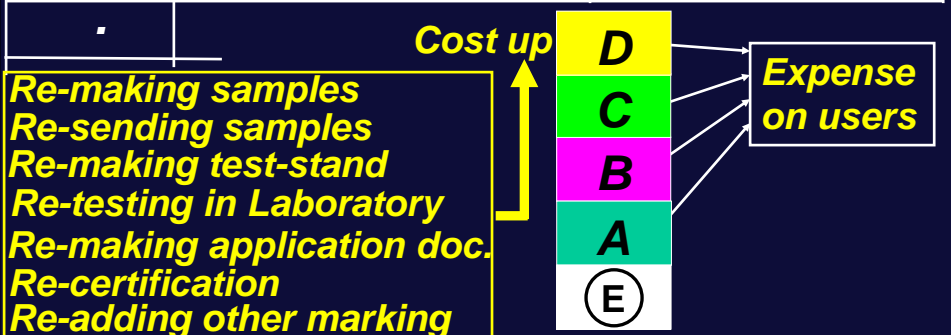 .
Cost up
D
C
B
A
E
Expense
on users
Re-making samples
Re-sending samples
Re-making test-stand
Re-testing in Laboratory
Re-making application doc.
Re-certification
Re-adding other marking